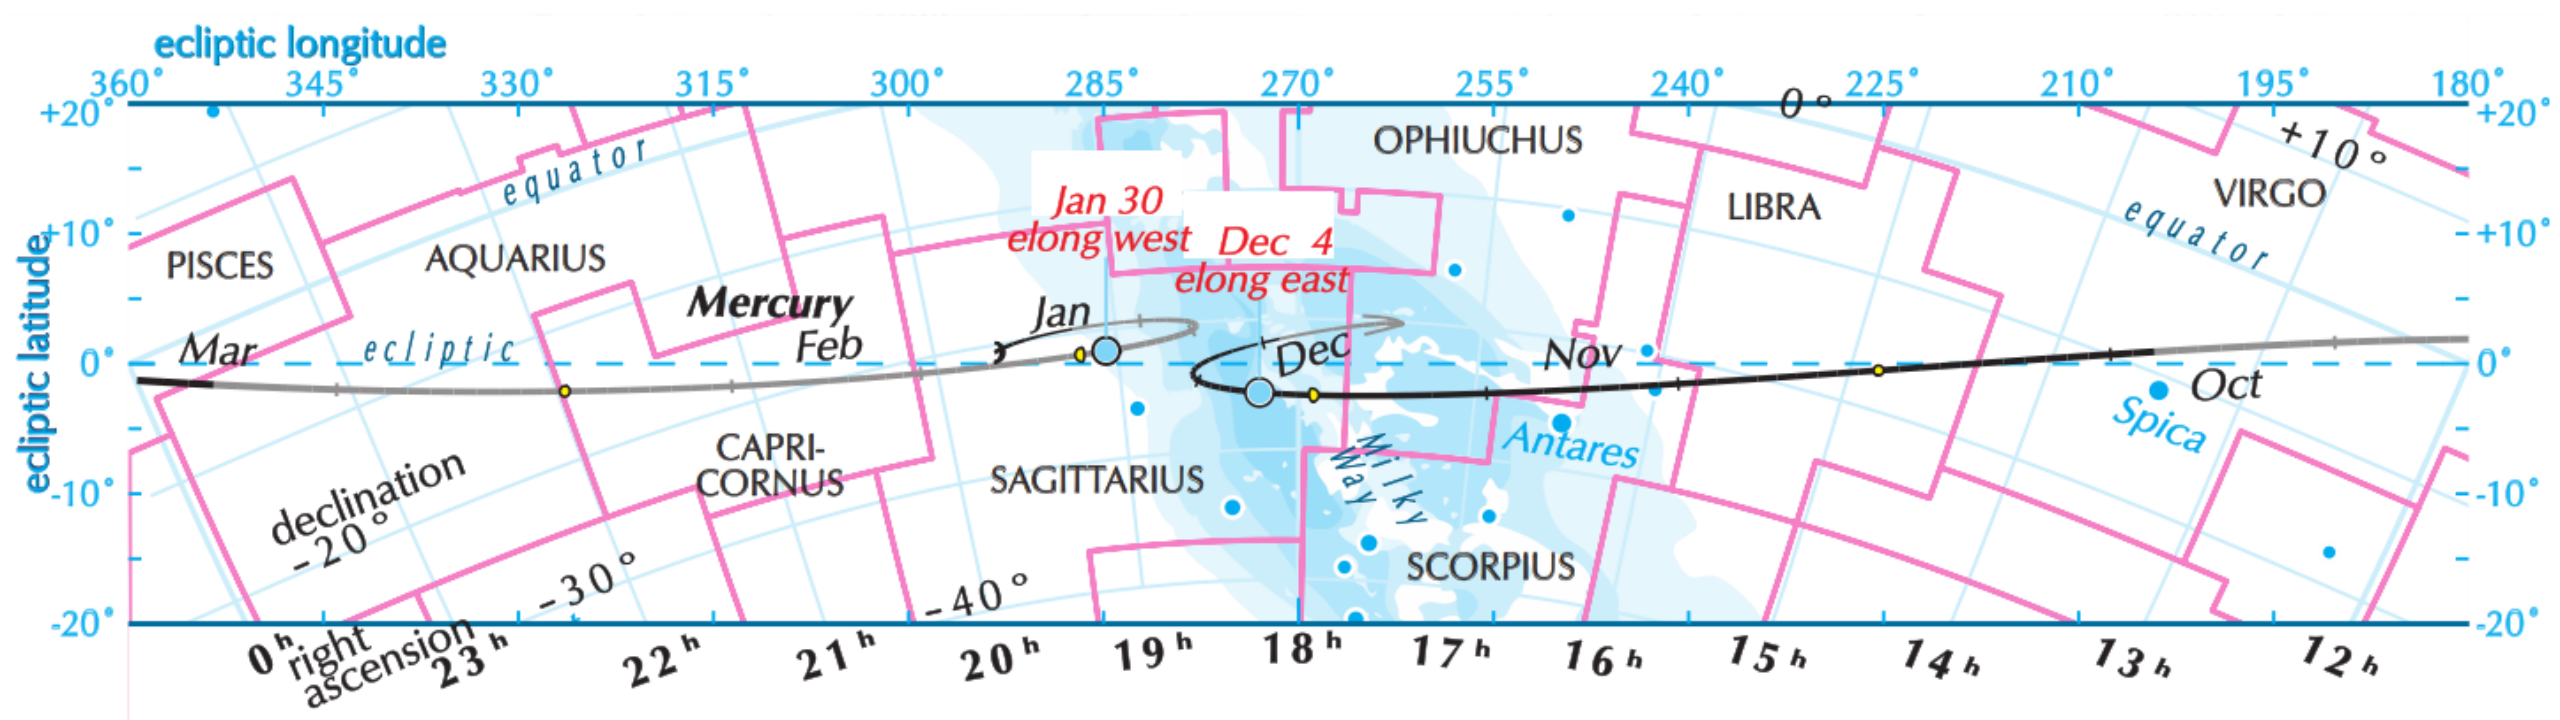 ecliptic longitude
360° 345° 330° 315° 300° 285° 270° 255° 240° 225° 210° 195° 180°
+20° 0° +20°
OPHIUCHUS
+10°
equator
Jan 30
elong west
LIBRA
VIRGO
equator
+10° +10°
Dec 4
elong east
PISCES
AQUARIUS
ecliptic latitude
Mercury
Jan
Mar
ecliptic
Feb
Dec
Nov
0° 0°
Oct
Spica
Antares
CAPRI-
CORNUS
SAGITTARIUS
Milky
Way
declination
-10° -10°
-20°
-30°
-40°
SCORPIUS
-20° -20°
right
ascension
0h 23h 22h 21h 20h 19h 18h 17h 16h 15h 14h 13h 12h